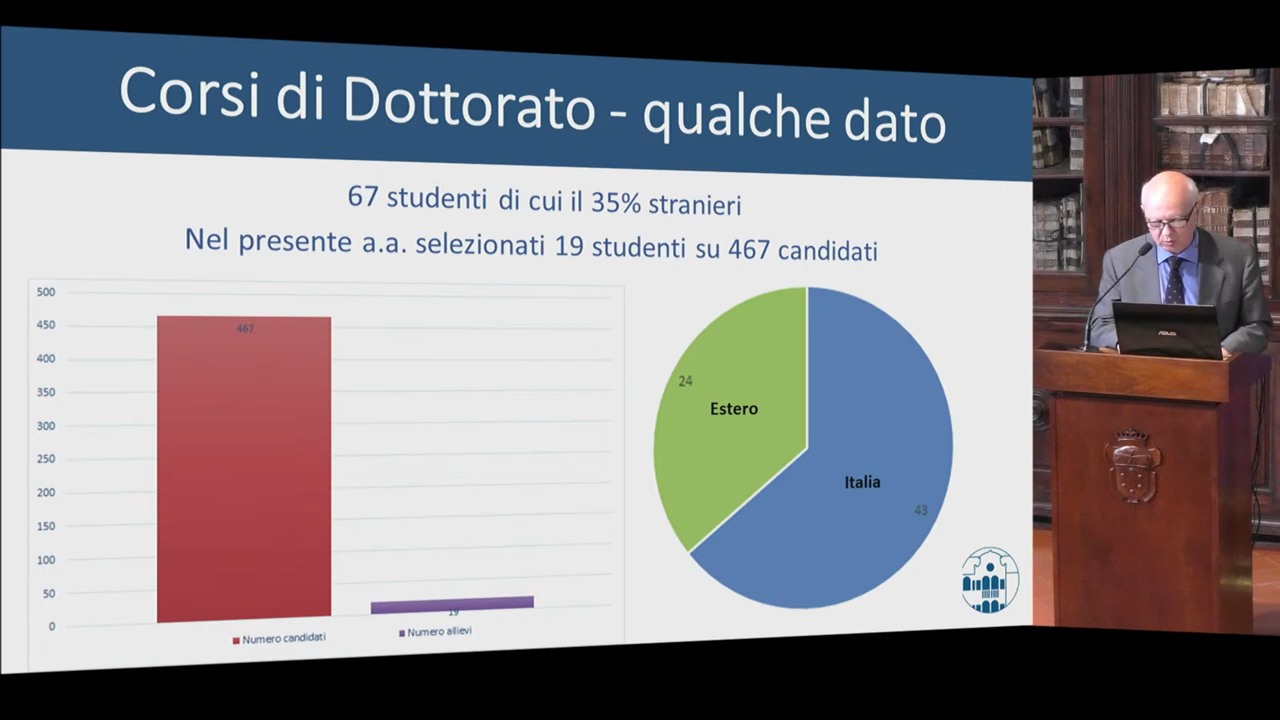 Corsi di Dottorato - qualche dato
67 studenti di cui il 35% stranieri
Nel presente a.a. selezionati 19 studenti su 467 candidati
500
450
400
350
300
250
200
150
100
50
0
467
19
Numero candidati
Numero allievi
24
Estero
Italia
43
ASUS